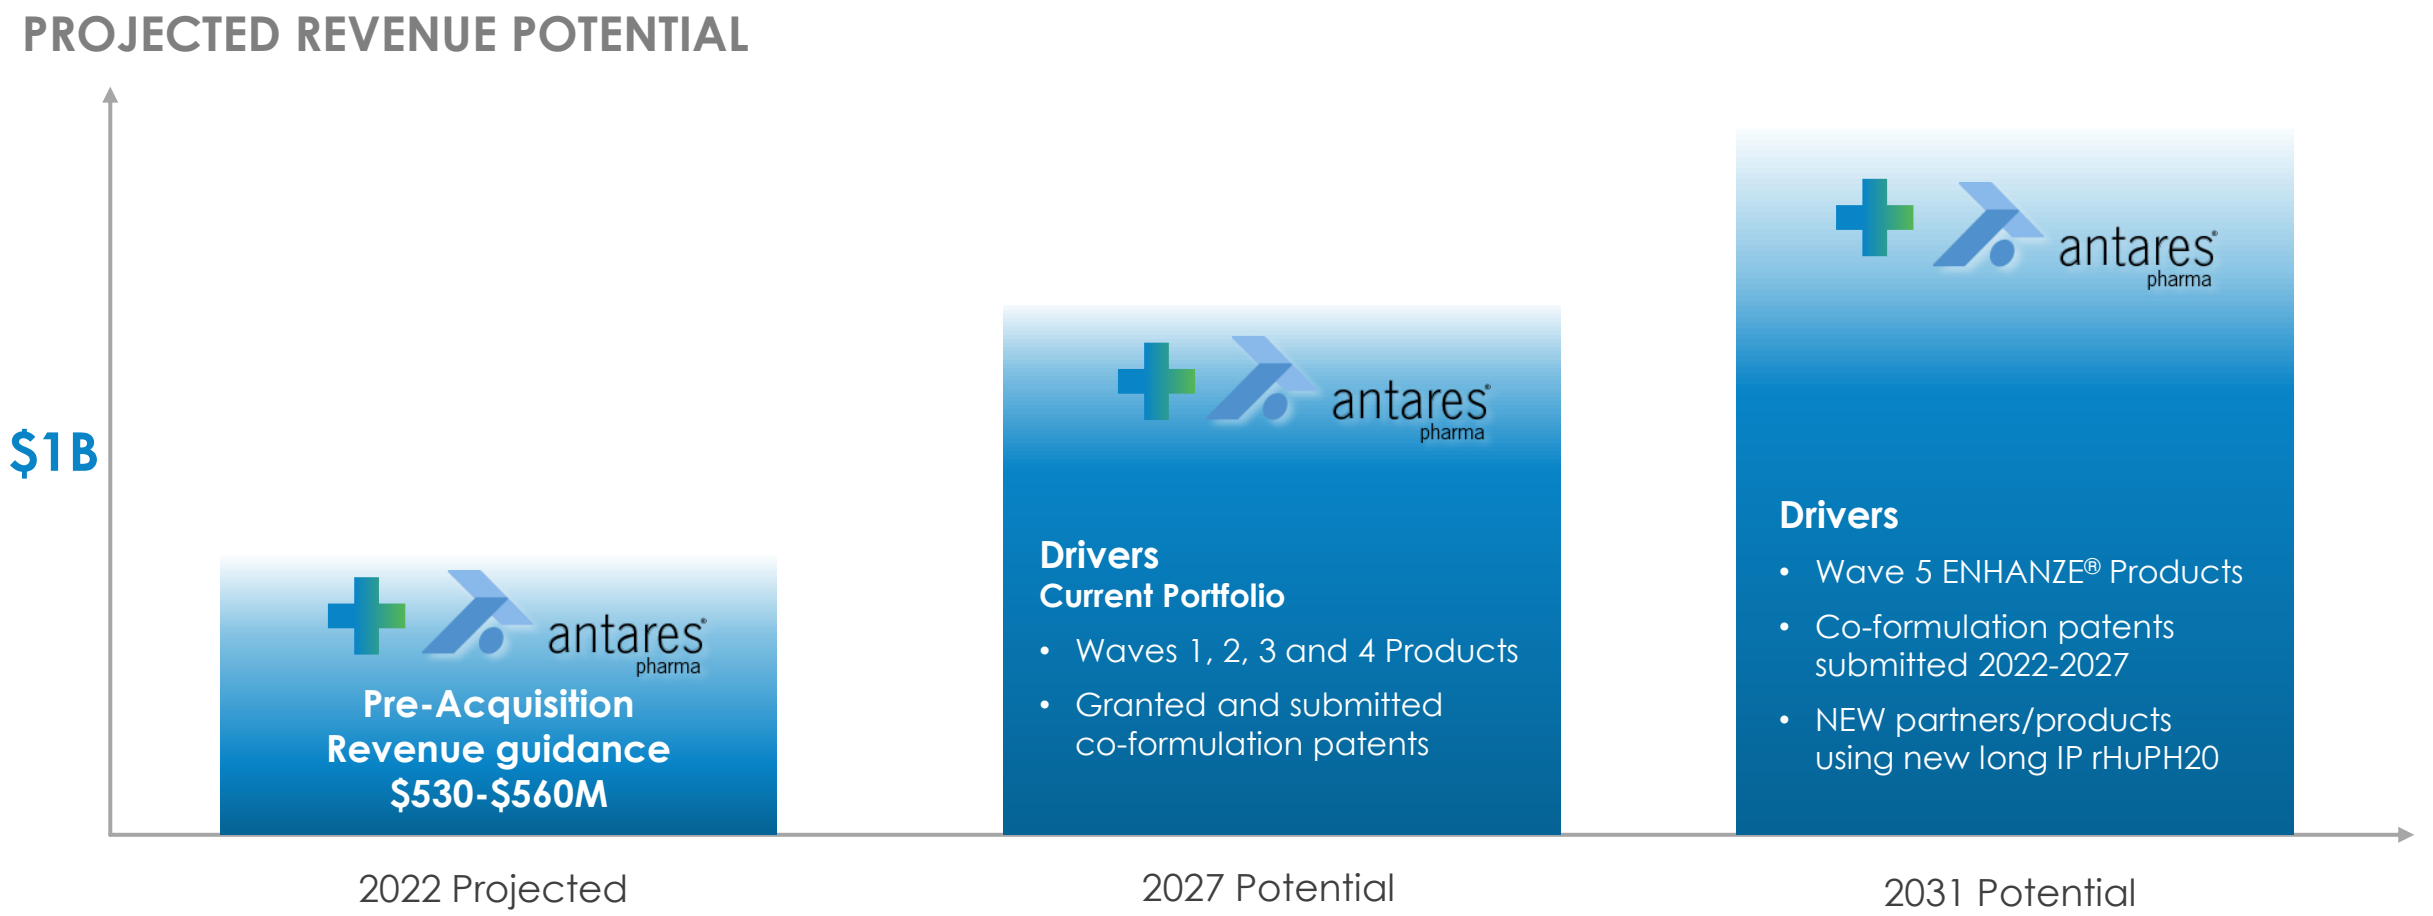 PROJECTED REVENUE POTENTIAL
$1B
antares®
pharma
Pre-Acquisition
Revenue guidance
$530-$560M
2022 Projected
antares®
pharma
Drivers
Current Portfolio
• Waves 1, 2, 3 and 4 Products
• Granted and submitted
co-formulation patents
2027 Potential
antares®
pharma
Drivers
• Wave 5 ENHANZE® Products
• Co-formulation patents
submitted 2022-2027
• NEW partners/products
using new long IP rHuPH20
2031 Potential